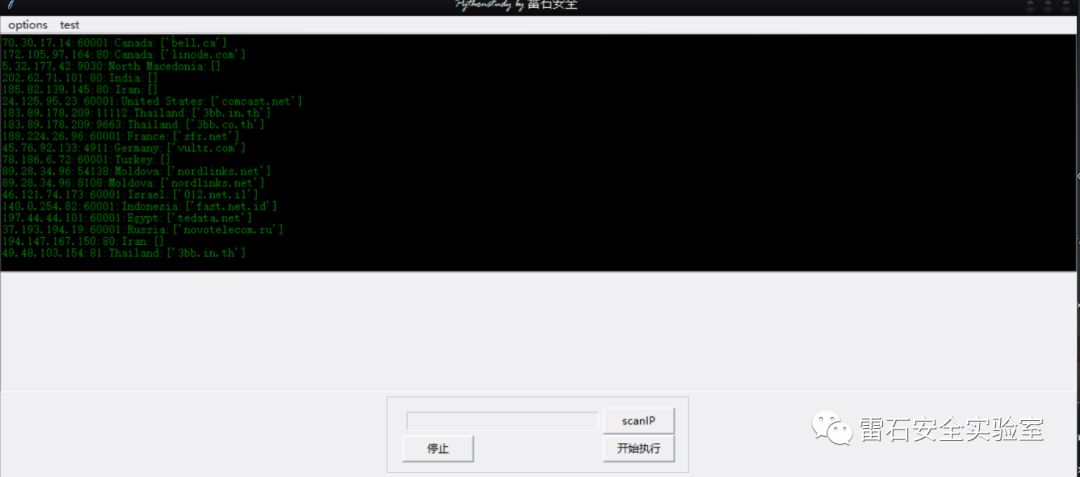 Pythonstudy by 雷石安全
options test
70.30.17.14:60001:Canada:['bell.ca']
172.105.97.164:80:Canada:['linode.com']
5.32.177.42:9030:North Macedonia:[]
202.62.71.101:80:India:[]
185.82.139.145:80:Iran:[]
24.125.95.23:60001:United States:['comcast.net']
183.89.178.209:11112:Thailand:['3bb.in.th']
183.89.178.209:9663:Thailand:['3bb.co.th']
188.224.26.96:60001:France:['sfr.net']
45.76.92.133:4911:Germany:['vultr.com']
78.186.6.72:60001:Turkey:[]
89.28.34.96:54138:Moldova:['nordlinks.net']
89.28.34.96:8108:Moldova:['nordlinks.net']
46.121.74.173:60001:Israel:['012.net.il']
140.0.254.82:60001:Indonesia:['fast.net.id']
197.44.44.101:60001:Egypt:['tedata.net']
37.193.194.19:60001:Russia:['novotelecom.ru']
194.147.167.150:80:Iran:[]
49.48.103.154:81:Thailand:['3bb.in.th']
scanIP
停止 开始执行
雷石安全实验室